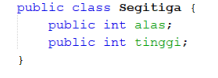 public class Segitiga {
    public int alas;
    public int tinggi;
}